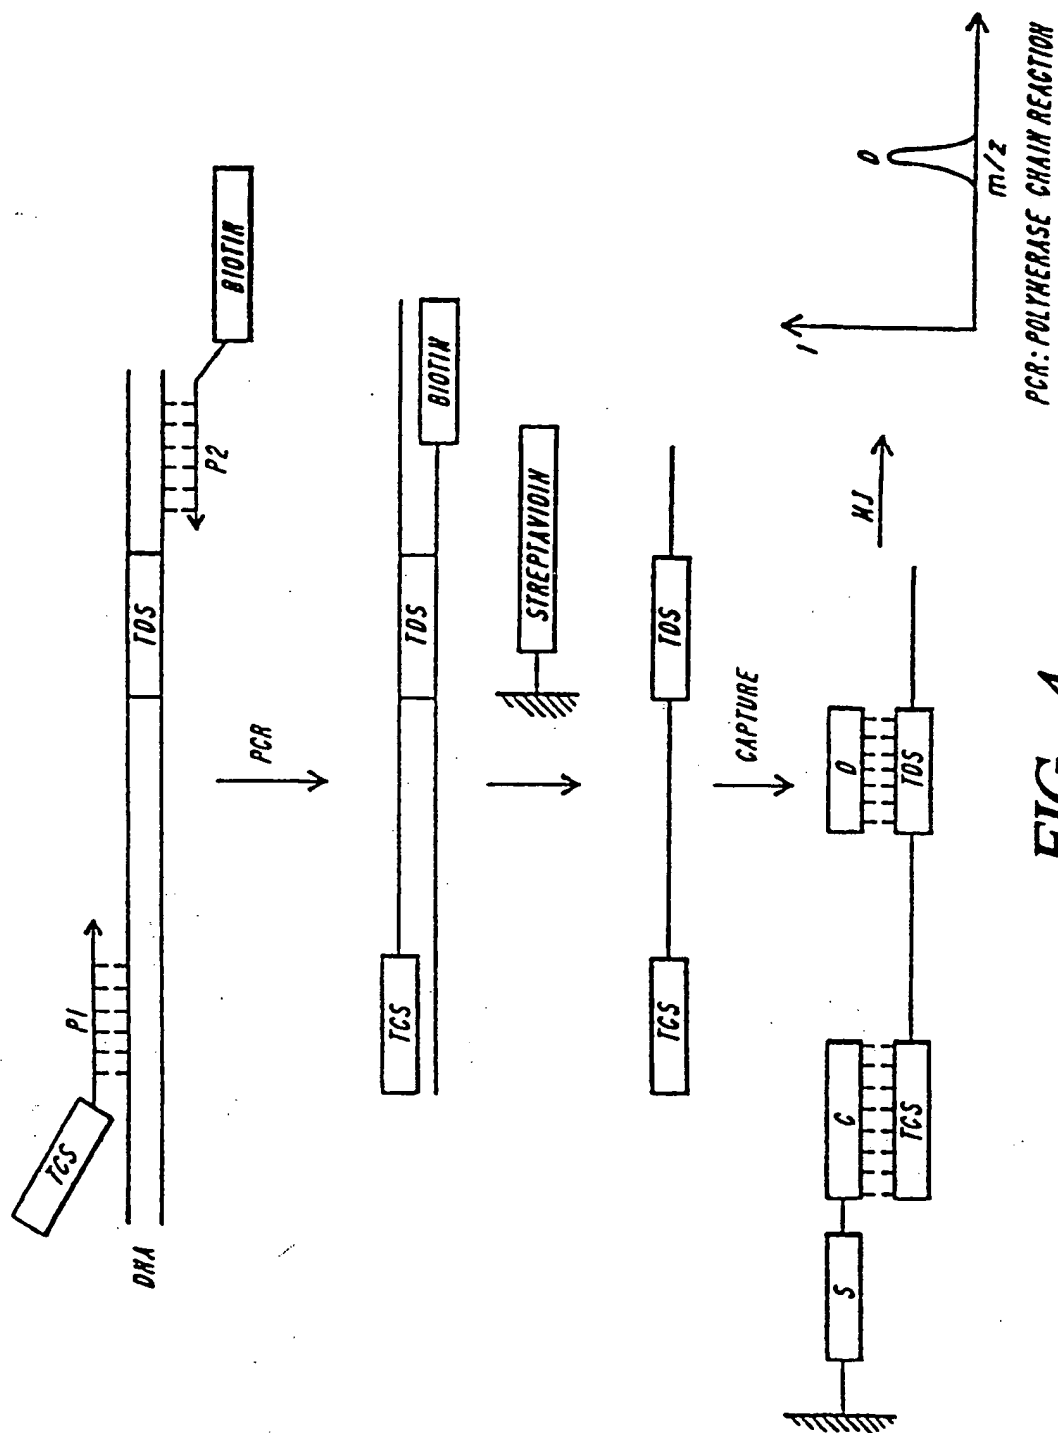 TCS
P1
DNA
TDS
P2
BIOTIN
PCR
TCS
TDS
BIOTIN
STREPTAVIDIN
TCS
TDS
CAPTURE
S
C
TCS
D
TDS
MJ
I
D
m/z
PCR: POLYMERASE CHAIN REACTION
FIG. 4